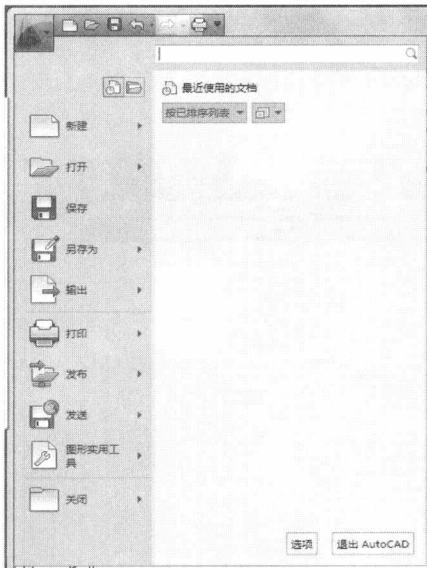 最近使用的文档
按已排序列表
新建
打开
保存
另存为
输出
打印
发布
发送
图形实用工
具
关闭
选项
退出 AutoCAD